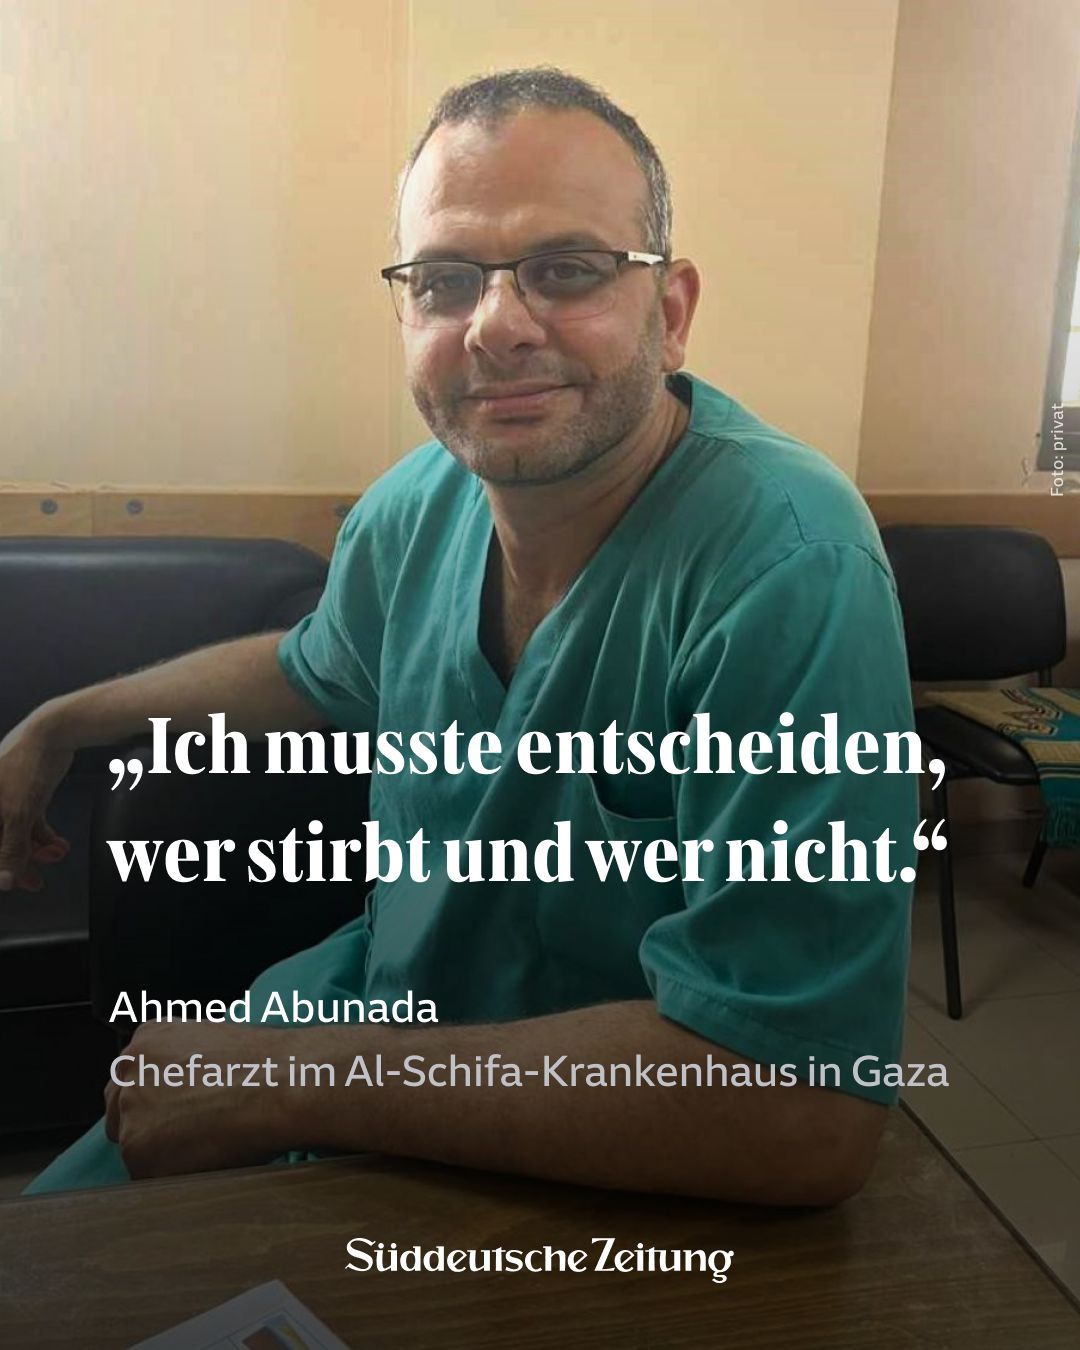 Foto: privat
„Ich musste entscheiden,
wer stirbt und wer nicht.“
Ahmed Abunada
Chefarzt im Al-Schifa-Krankenhaus in Gaza
Süddeutsche Zeitung